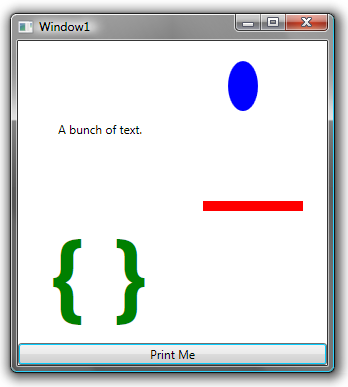 Window1
A bunch of text.
{ }
Print Me